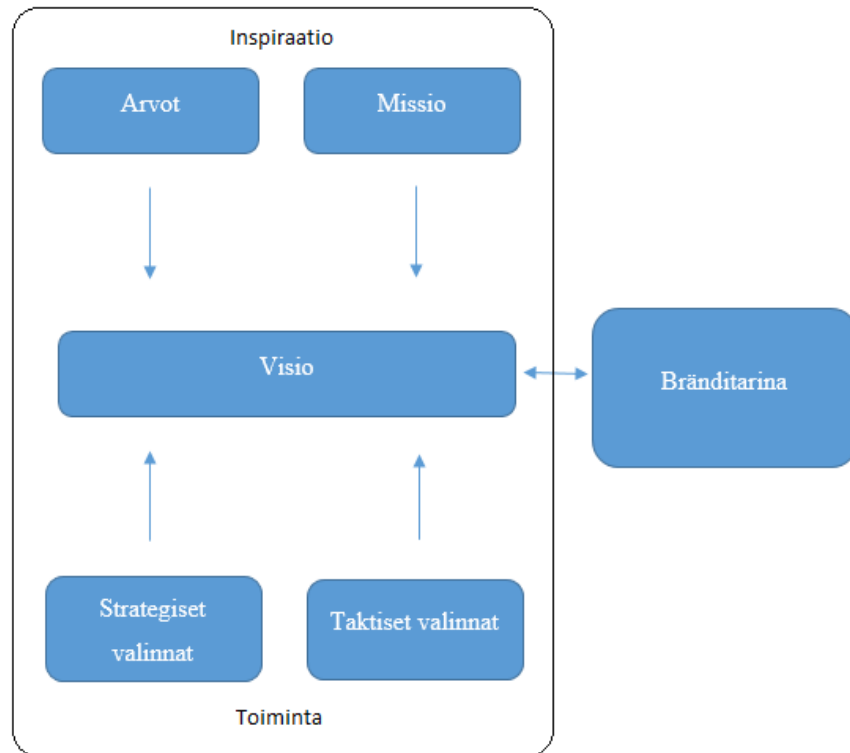 Inspiraatio
Arvot
Missio
Visio
Bränditarina
Strategiset
valinnat
Taktiset valinnat
Toiminta